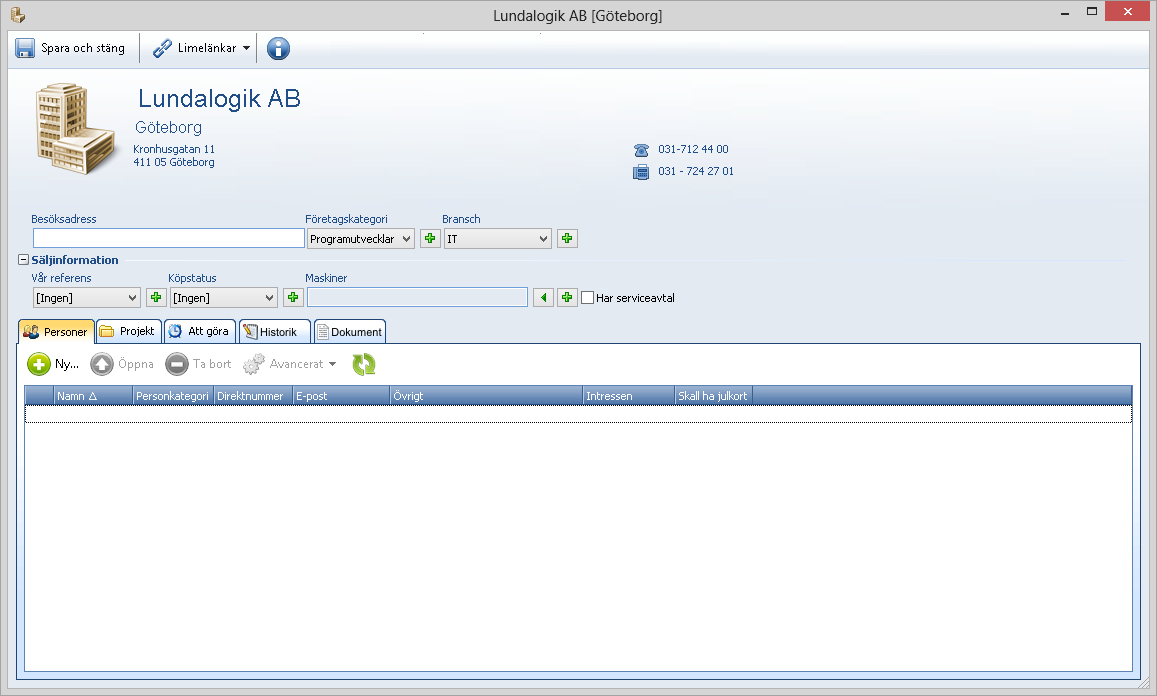 Lundalogik AB [Göteborg]
Spara och stäng Limelänkar
Lundalogik AB
Göteborg
Kronhusgatan 11
411 05 Göteborg
031-712 44 00
031 - 724 27 01
Besöksadress Företagskategori Bransch
Programutvecklar IT
Säljinformation
Vår referens Köpstatus Maskiner
[Ingen] [Ingen] Har serviceavtal
Personer Projekt Att göra Historik Dokument
Ny... Öppna Ta bort Avancerat
Namn Personkategori Direktnummer E-post Övrigt Intressen Skall ha julkort